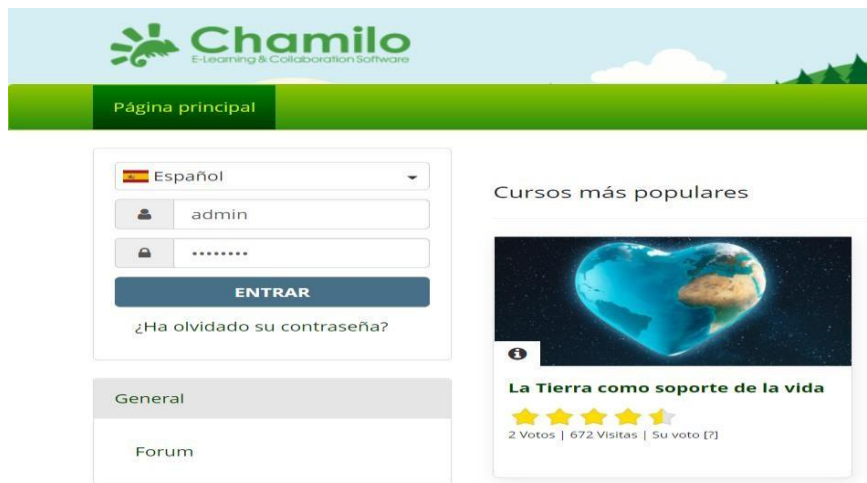 Chamilo
E-Learning & Collaboration Software
Página principal
Español
admin
••••••••
ENTRAR
¿Ha olvidado su contraseña?
General
Forum
Cursos más populares
La Tierra como soporte de la vida
2 Votos | 672 Visitas | Su voto [?]